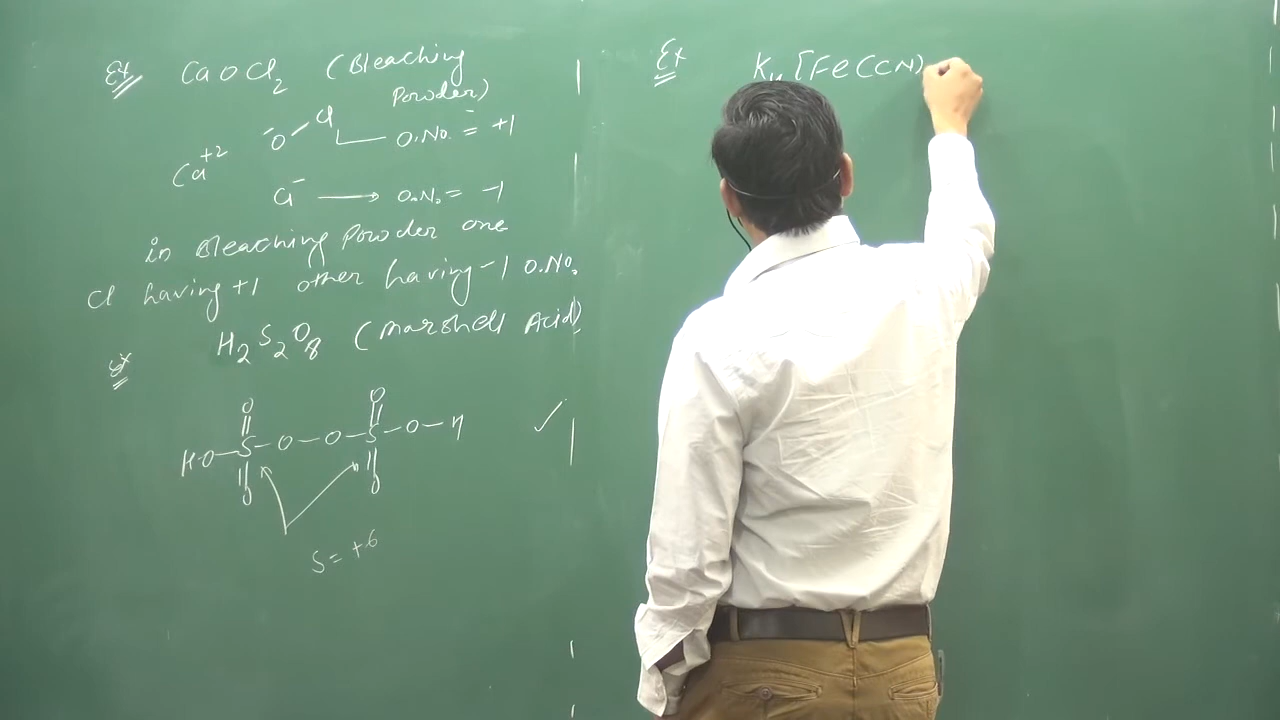 Ex CaOCl2 (Bleaching
Powder)
-O - Cl
O.No. = +1
Ca+2
Cl- → O.N. = -1
in Bleaching Powder one
Cl having +1 other having -1 O.No.
Ex H2S2O8 (Marshell Acid)
O O
H-O-S-O-O-S-O-H
O O
S = +6
Ex K4[Fe(CN)